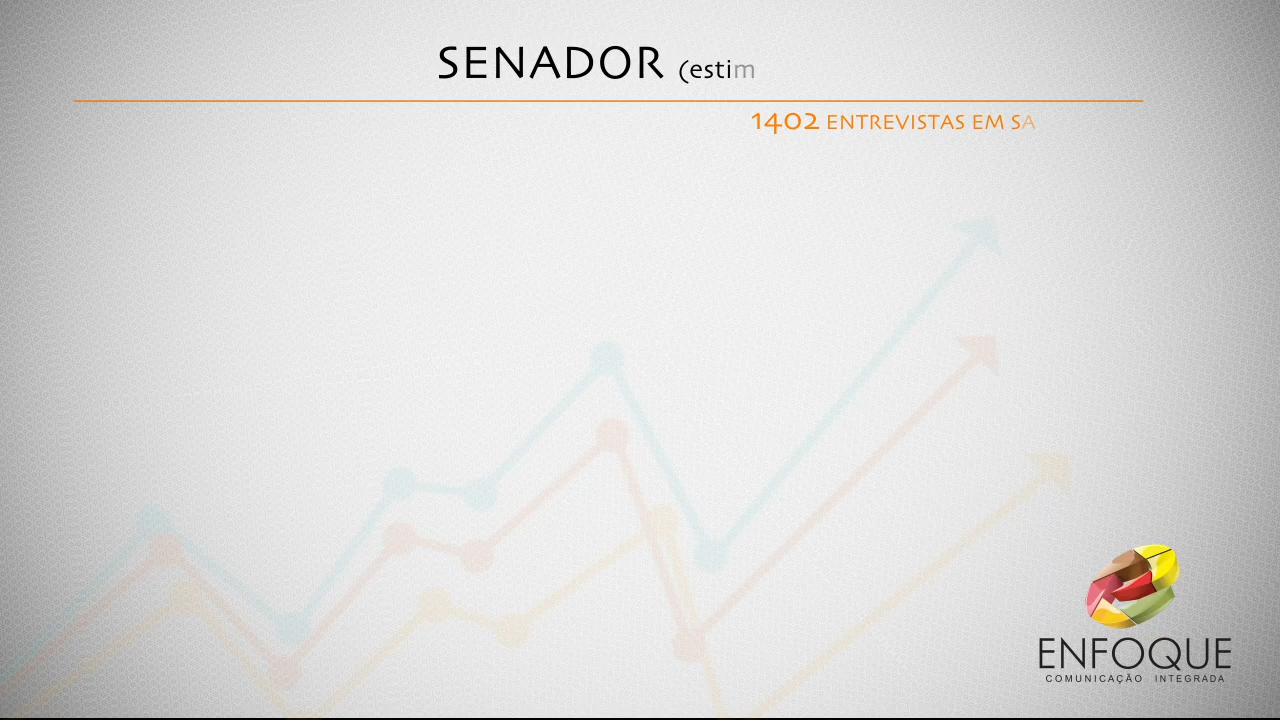 SENADOR (estim
1402 ENTREVISTAS EM SA
ENFOQUE
COMUNICAÇÃO INTEGRADA